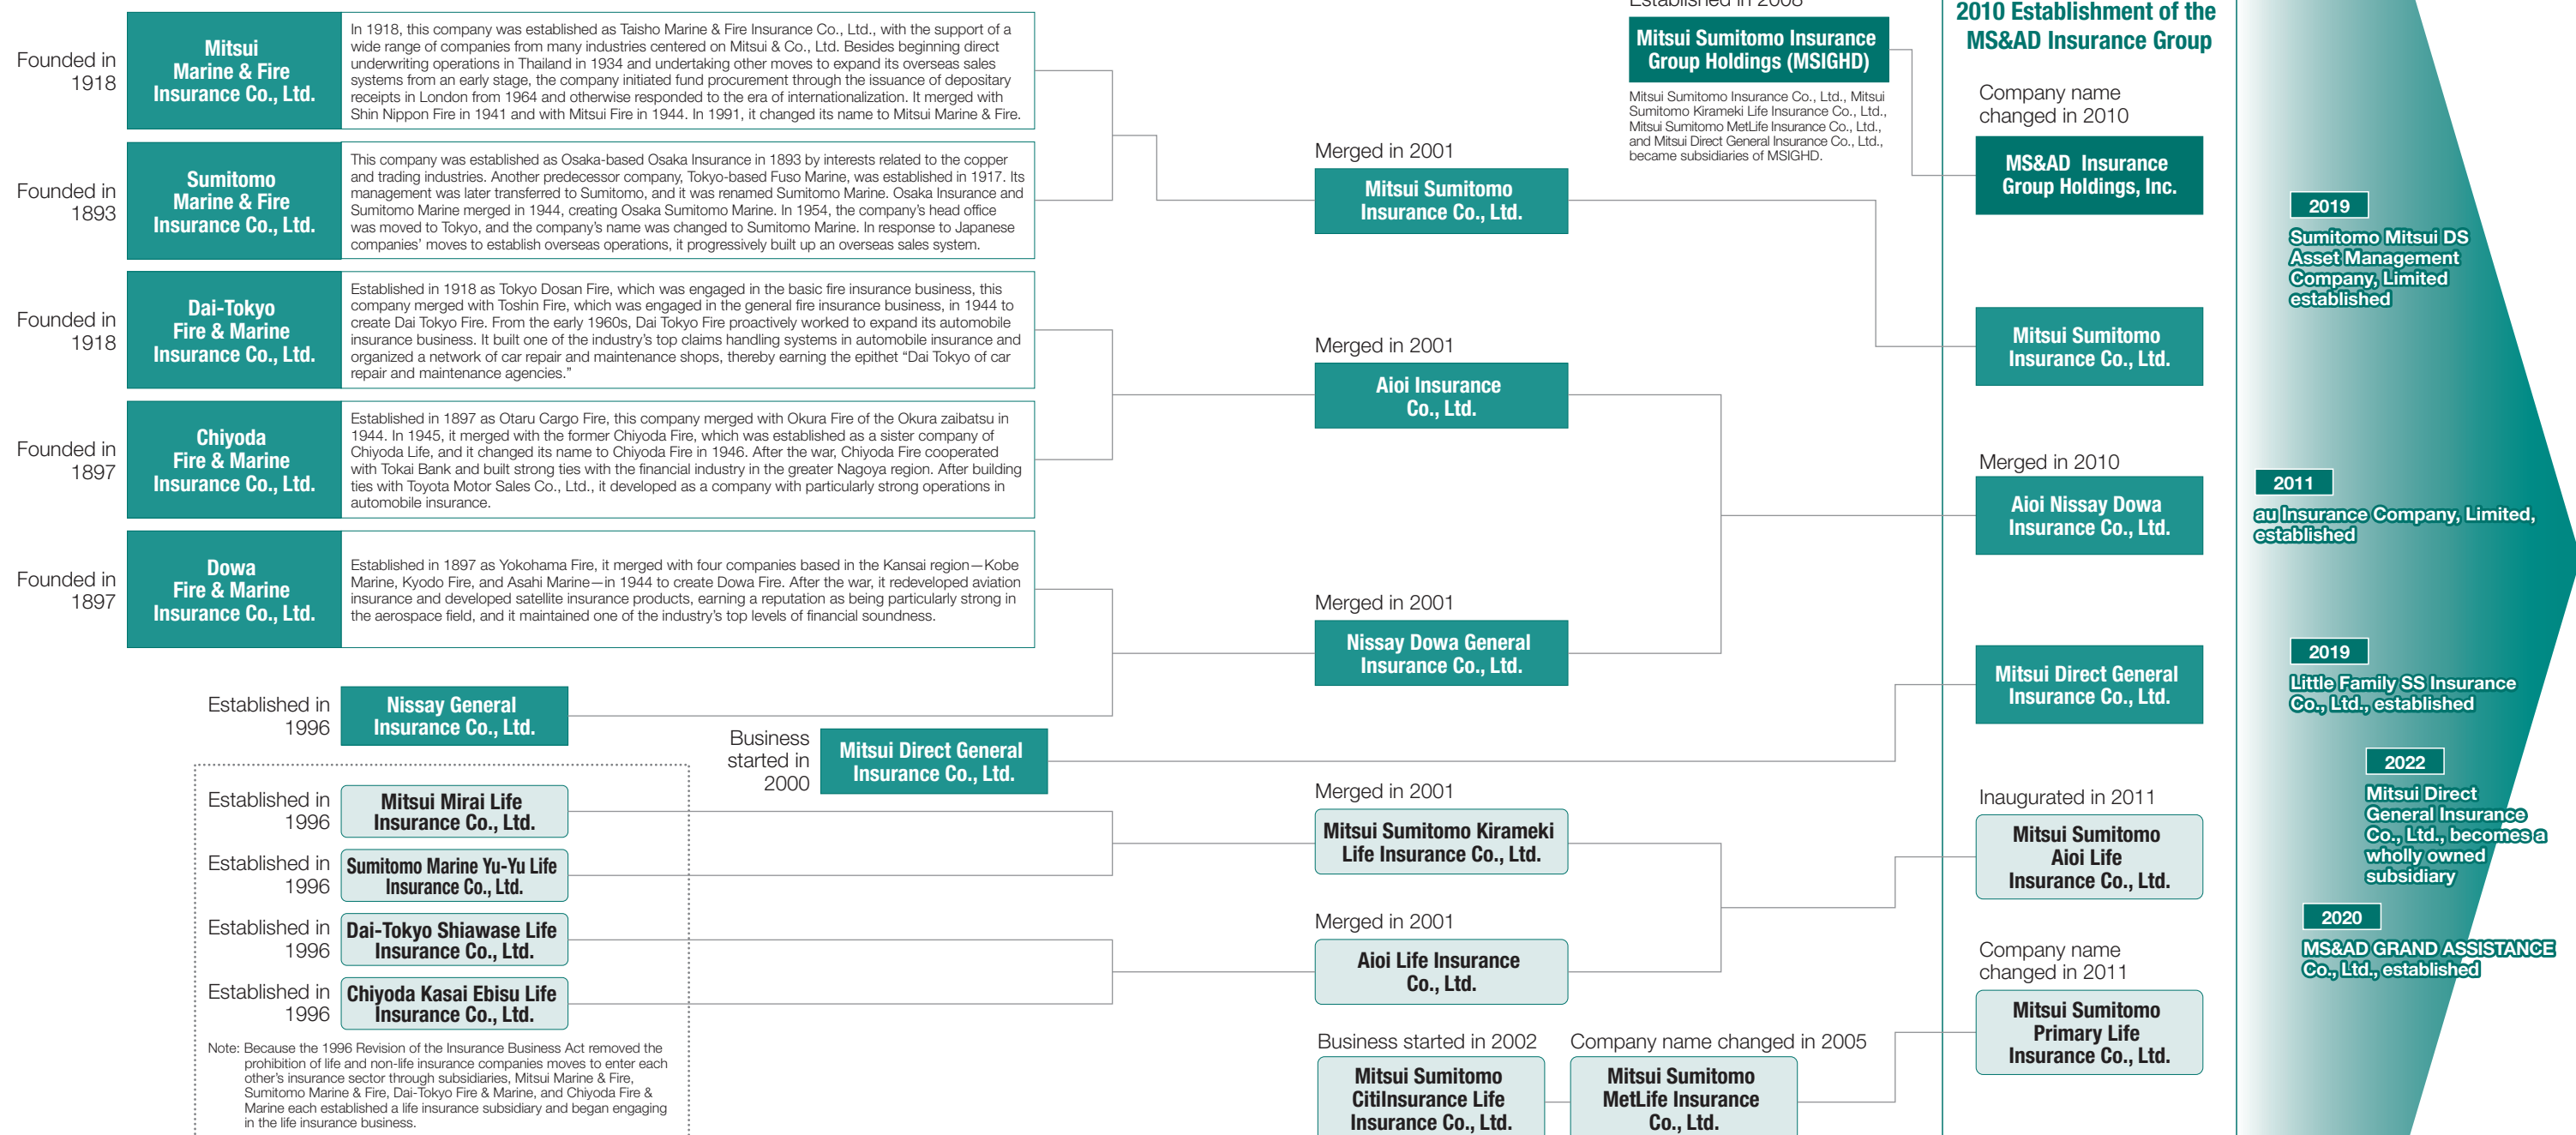 Founded in
1918
Mitsui
Marine & Fire
Insurance Co., Ltd.
In 1918, this company was established as Taisho Marine & Fire Insurance Co., Ltd., with the support of a
wide range of companies from many industries centered on Mitsui & Co., Ltd. Besides beginning direct
underwriting operations in Thailand in 1934 and undertaking other moves to expand its overseas sales
systems from an early stage, the company initiated fund procurement through the issuance of depositary
receipts in London from 1964 and otherwise responded to the era of internationalization. It merged with
Shin Nippon Fire in 1941 and with Mitsui Fire in 1944. In 1991, it changed its name to Mitsui Marine & Fire.
Founded in
1893
Sumitomo
Marine & Fire
Insurance Co., Ltd.
This company was established as Osaka-based Osaka Insurance in 1893 by interests related to the copper
and trading industries. Another predecessor company, Tokyo-based Fuso Marine, was established in 1917. Its
management was later transferred to Sumitomo, and it was renamed Sumitomo Marine. Osaka Insurance and
Sumitomo Marine merged in 1944, creating Osaka Sumitomo Marine. In 1954, the company's head office
was moved to Tokyo, and the company's name was changed to Sumitomo Marine. In response to Japanese
companies' moves to establish overseas operations, it progressively built up an overseas sales system.
Founded in
1918
Dai-Tokyo
Fire & Marine
Insurance Co., Ltd.
Established in 1918 as Tokyo Dosan Fire, which was engaged in the basic fire insurance business, this
company merged with Toshin Fire, which was engaged in the general fire insurance business, in 1944 to
create Dai Tokyo Fire. From the early 1960s, Dai Tokyo Fire proactively worked to expand its automobile
insurance business. It built one of the industry's top claims handling systems in automobile insurance and
organized a network of car repair and maintenance shops, thereby earning the epithet “Dai Tokyo of car
repair and maintenance agencies.”
Founded in
1897
Chiyoda
Fire & Marine
Insurance Co., Ltd.
Established in 1897 as Otaru Cargo Fire, this company merged with Okura Fire of the Okura zaibatsu in
1944. In 1945, it merged with the former Chiyoda Fire, which was established as a sister company of
Chiyoda Life, and it changed its name to Chiyoda Fire in 1946. After the war, Chiyoda Fire cooperated
with Tokai Bank and built strong ties with the financial industry in the greater Nagoya region. After building
ties with Toyota Motor Sales Co., Ltd., it developed as a company with particularly strong operations in
automobile insurance.
Founded in
1897
Dowa
Fire & Marine
Insurance Co., Ltd.
Established in 1897 as Yokohama Fire, it merged with four companies based in the Kansai region—Kobe
Marine, Kyodo Fire, and Asahi Marine—in 1944 to create Dowa Fire. After the war, it redeveloped aviation
insurance and developed satellite insurance products, earning a reputation as being particularly strong in
the aerospace field, and it maintained one of the industry's top levels of financial soundness.
Established in
1996
Nissay General
Insurance Co., Ltd.
Business
started in
2000
Mitsui Direct General
Insurance Co., Ltd.
Established in
1996
Mitsui Mirai Life
Insurance Co., Ltd.
Established in
1996
Sumitomo Marine Yu-Yu Life
Insurance Co., Ltd.
Established in
1996
Dai-Tokyo Shiawase Life
Insurance Co., Ltd.
Established in
1996
Chiyoda Kasai Ebisu Life
Insurance Co., Ltd.
Note: Because the 1996 Revision of the Insurance Business Act removed the
prohibition of life and non-life insurance companies moves to enter each
other's insurance sector through subsidiaries, Mitsui Marine & Fire,
Sumitomo Marine & Fire, Dai-Tokyo Fire & Marine, and Chiyoda Fire &
Marine each established a life insurance subsidiary and began engaging
in the life insurance business.
Merged in 2001
Mitsui Sumitomo
Insurance Co., Ltd.
Merged in 2001
Aioi Insurance
Co., Ltd.
Merged in 2001
Nissay Dowa General
Insurance Co., Ltd.
Merged in 2001
Mitsui Sumitomo Kirameki
Life Insurance Co., Ltd.
Merged in 2001
Aioi Life Insurance
Co., Ltd.
Business started in 2002
Mitsui Sumitomo
CitiInsurance Life
Insurance Co., Ltd.
Company name changed in 2005
Mitsui Sumitomo
MetLife Insurance
Co., Ltd.
Established in 2008
Mitsui Sumitomo Insurance
Group Holdings (MSIGHD)
Mitsui Sumitomo Insurance Co., Ltd., Mitsui
Sumitomo Kirameki Life Insurance Co., Ltd.,
Mitsui Sumitomo MetLife Insurance Co., Ltd.,
and Mitsui Direct General Insurance Co., Ltd.,
became subsidiaries of MSIGHD.
2010 Establishment of the
MS&AD Insurance Group
Company name
changed in 2010
MS&AD Insurance
Group Holdings, Inc.
Mitsui Sumitomo
Insurance Co., Ltd.
Merged in 2010
Aioi Nissay Dowa
Insurance Co., Ltd.
Mitsui Direct General
Insurance Co., Ltd.
Inaugurated in 2011
Mitsui Sumitomo
Aioi Life
Insurance Co., Ltd.
Company name
changed in 2011
Mitsui Sumitomo
Primary Life
Insurance Co., Ltd.
2019
Sumitomo Mitsui DS
Asset Management
Company, Limited
established
2011
au Insurance Company, Limited,
established
2019
Little Family SS Insurance
Co., Ltd., established
2022
Mitsui Direct
General Insurance
Co., Ltd., becomes a
wholly owned
subsidiary
2020
MS&AD GRAND ASSISTANCE
Co., Ltd., established